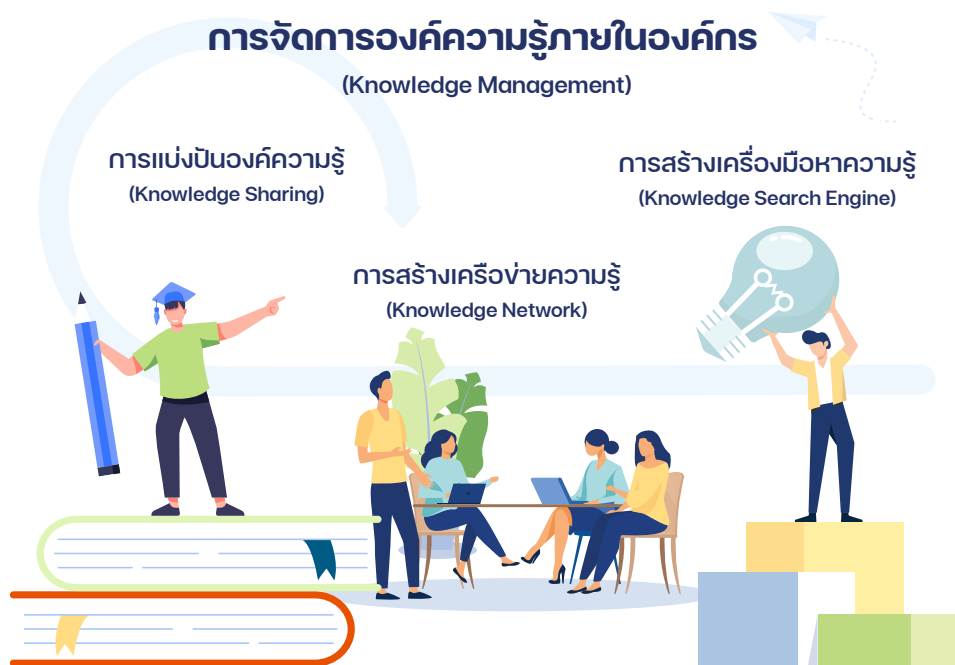 การจัดการองค์ความรู้ภายในองค์กร
(Knowledge Management)
การแบ่งปันองค์ความรู้
(Knowledge Sharing)
การสร้างเครื่องมือหาความรู้
(Knowledge Search Engine)
การสร้างเครือข่ายความรู้
(Knowledge Network)